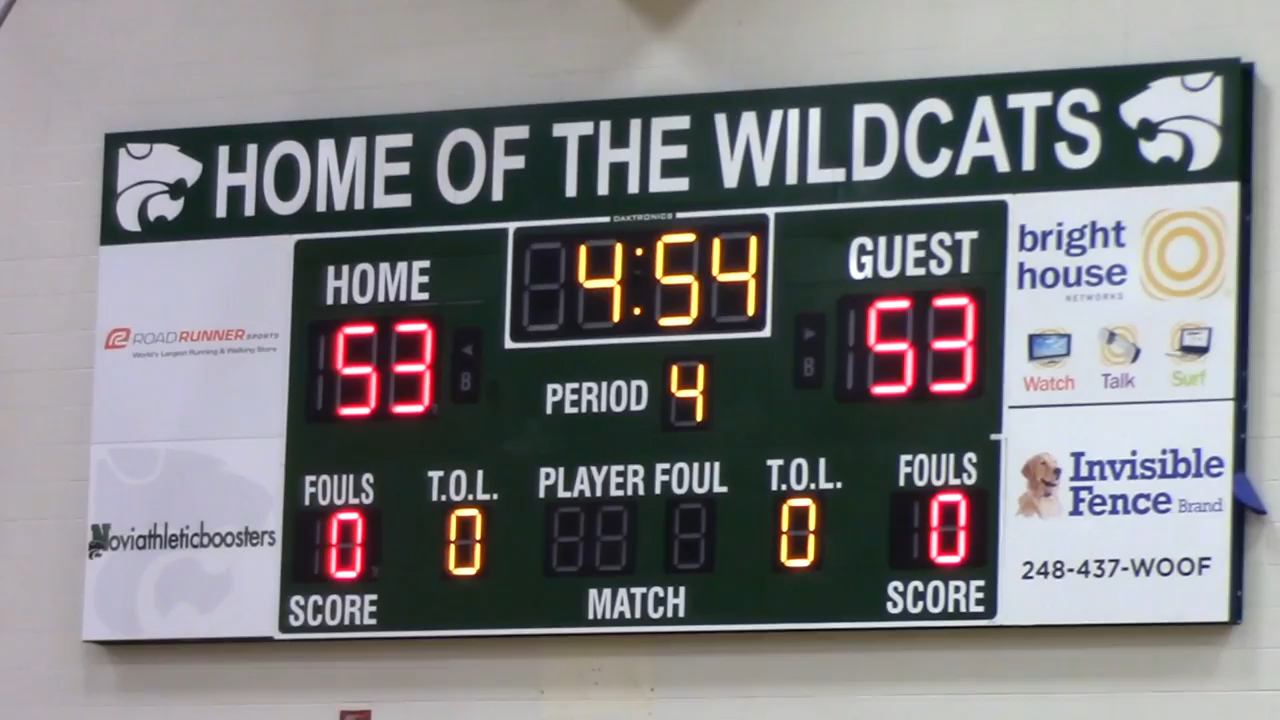 HOME OF THE WILDCATS
DAKTRONICS
HOME
4:54
GUEST
53
B
PERIOD 4
B
53
FOULS
T.O.L.
PLAYER FOUL
T.O.L.
FOULS
0
0
0
0
SCORE
MATCH
SCORE
ROADRUNNER SPORTS
World's Largest Running & Walking Store
Noviathleticboosters
bright
house
NETWORKS
Watch
Talk
Surf
Invisible
Fence Brand
248-437-WOOF